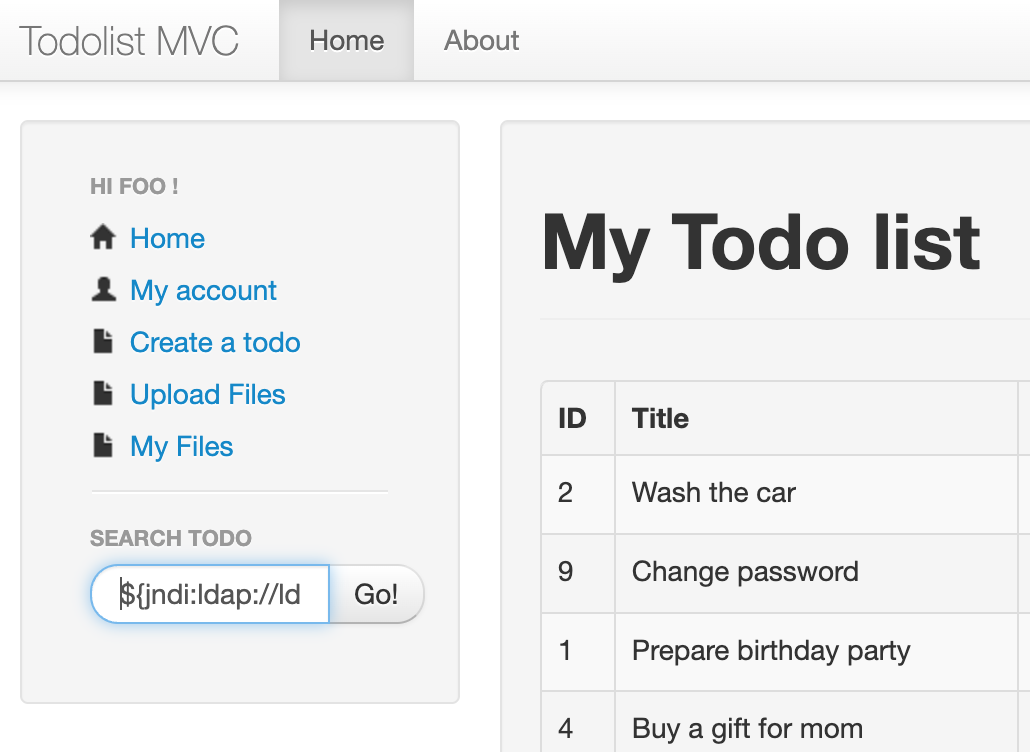 Todolist MVC Home About
HI FOO !
Home
My account
Create a todo
Upload Files
My Files
SEARCH TODO
${jndi:ldap://ld Go!
My Todo list
ID Title
2 Wash the car
9 Change password
1 Prepare birthday party
4 Buy a gift for mom